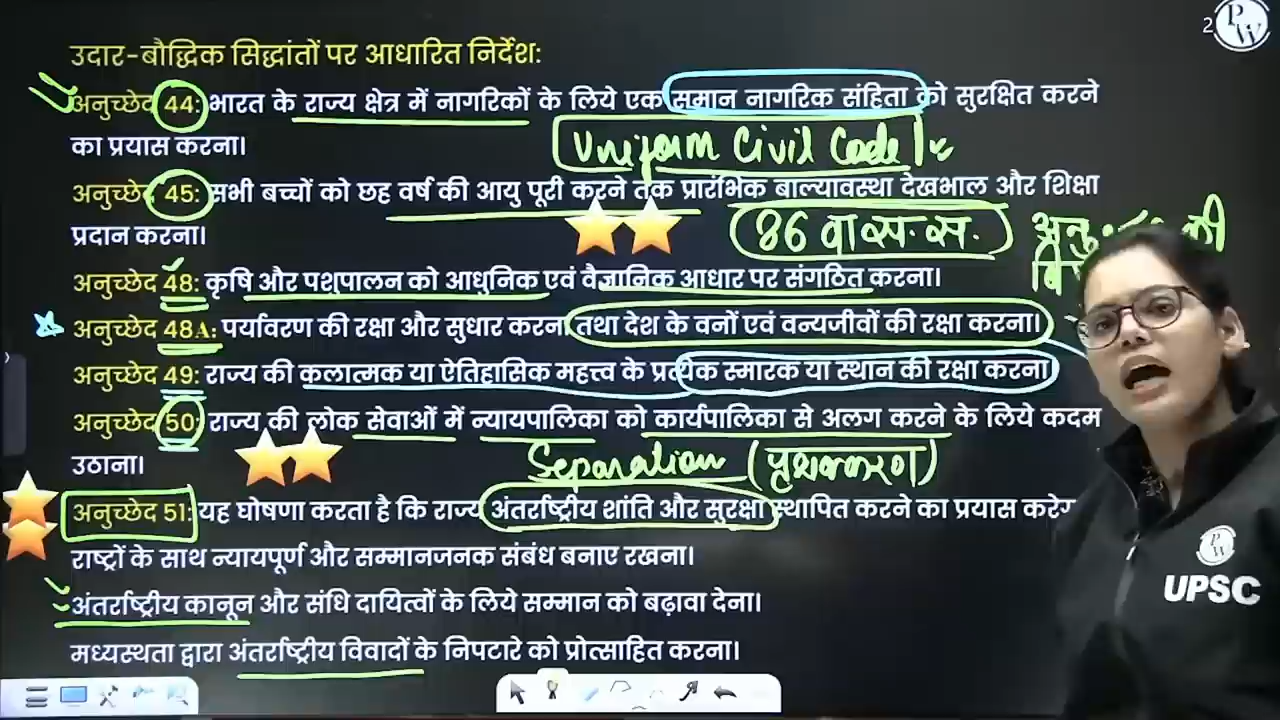 2
PW
उदार-बौद्धिक सिद्धांतों पर आधारित निर्देश:
अनुच्छेद 44: भारत के राज्य क्षेत्र में नागरिकों के लिये एक समान नागरिक संहिता को सुरक्षित करने
का प्रयास करना।
Uniform Civil Code
अनुच्छेद 45: सभी बच्चों को छह वर्ष की आयु पूरी करने तक प्रारंभिक बाल्यावस्था देखभाल और शिक्षा
प्रदान करना।
86 वा स. स.
अनुच्छेद 48: कृषि और पशुपालन को आधुनिक एवं वैज्ञानिक आधार पर संगठित करना।
अनुच्छेद 48A: पर्यावरण की रक्षा और सुधार करना तथा देश के वनों एवं वन्यजीवों की रक्षा करना।
अनुच्छेद 49: राज्य की कलात्मक या ऐतिहासिक महत्त्व के प्रत्येक स्मारक या स्थान की रक्षा करना
अनुच्छेद 50: राज्य की लोक सेवाओं में न्यायपालिका को कार्यपालिका से अलग करने के लिये कदम
उठाना।
Separation (पृथक्करण)
अनुच्छेद 51: यह घोषणा करता है कि राज्य अंतर्राष्ट्रीय शांति और सुरक्षा स्थापित करने का प्रयास
राष्ट्रों के साथ न्यायपूर्ण और सम्मानजनक संबंध बनाए रखना।
अंतर्राष्ट्रीय कानून और संधि दायित्वों के लिये सम्मान को बढ़ावा देना।
मध्यस्थता द्वारा अंतर्राष्ट्रीय विवादों के निपटारे को प्रोत्साहित करना।
PW
UPSC